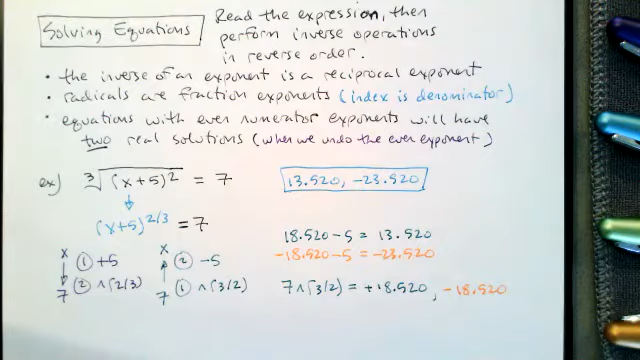 Solving Equations
Read the expression, then
perform inverse operations
in reverse order.
• the inverse of an exponent is a reciprocal exponent
• radicals are fraction exponents (index is denominator)
• equations with even numerator exponents will have
two real solutions (when we undo the even exponent)
ex) ∛(x+5)² = 7
13.520, -23.520
(x+5)^2/3 = 7
x ① +5
7 ② ^(2/3)
x ② -5
7 ① ^(3/2)
18.520 - 5 = 13.520
-18.520 - 5 = -23.520
7^(3/2) = +18.520, -18.520